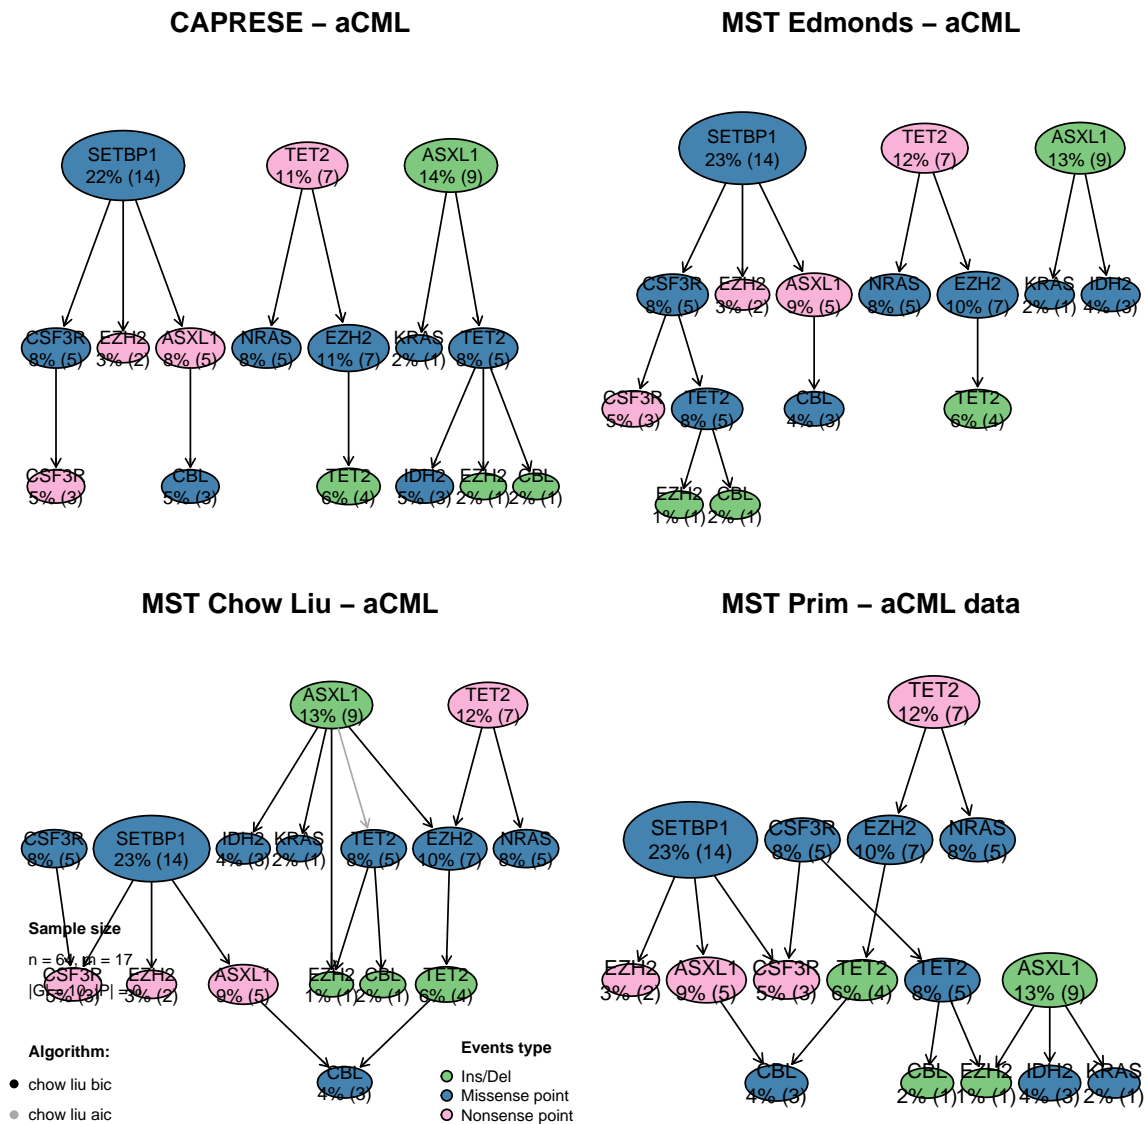 CAPRESE – aCML
SETBP1
22% (14)
TET2
11% (7)
ASXL1
14% (9)
CSF3R
8% (5)
EZH2
3% (2)
ASXL1
8% (5)
NRAS
8% (5)
EZH2
11% (7)
KRAS
2% (1)
TET2
8% (5)
CSF3R
5% (3)
CBL
5% (3)
TET2
6% (4)
IDH2
5% (3)
EZH2
2% (1)
CBL
2% (1)
MST Edmonds – aCML
SETBP1
23% (14)
TET2
12% (7)
ASXL1
13% (9)
CSF3R
8% (5)
EZH2
3% (2)
ASXL1
9% (5)
NRAS
8% (5)
EZH2
10% (7)
KRAS
2% (1)
IDH2
4% (3)
CSF3R
5% (3)
TET2
8% (5)
CBL
4% (3)
TET2
6% (4)
EZH2
1% (1)
CBL
2% (1)
MST Chow Liu – aCML
ASXL1
13% (9)
TET2
12% (7)
CSF3R
8% (5)
SETBP1
23% (14)
IDH2
4% (3)
KRAS
2% (1)
TET2
8% (5)
EZH2
10% (7)
NRAS
8% (5)
CSF3R
5% (3)
EZH2
3% (2)
ASXL1
9% (5)
EZH2
1% (1)
CBL
2% (1)
TET2
6% (4)
CBL
4% (3)
Sample size
m = 17
|P| = 0
Algorithm:
chow liu bic
chow liu aic
Events type
Ins/Del
Missense point
Nonsense point
MST Prim – aCML data
TET2
12% (7)
SETBP1
23% (14)
CSF3R
8% (5)
EZH2
10% (7)
NRAS
8% (5)
EZH2
3% (2)
ASXL1
9% (5)
CSF3R
5% (3)
TET2
6% (4)
TET2
8% (5)
ASXL1
13% (9)
CBL
4% (3)
CBL
2% (1)
EZH2
1% (1)
IDH2
4% (3)
KRAS
2% (1)